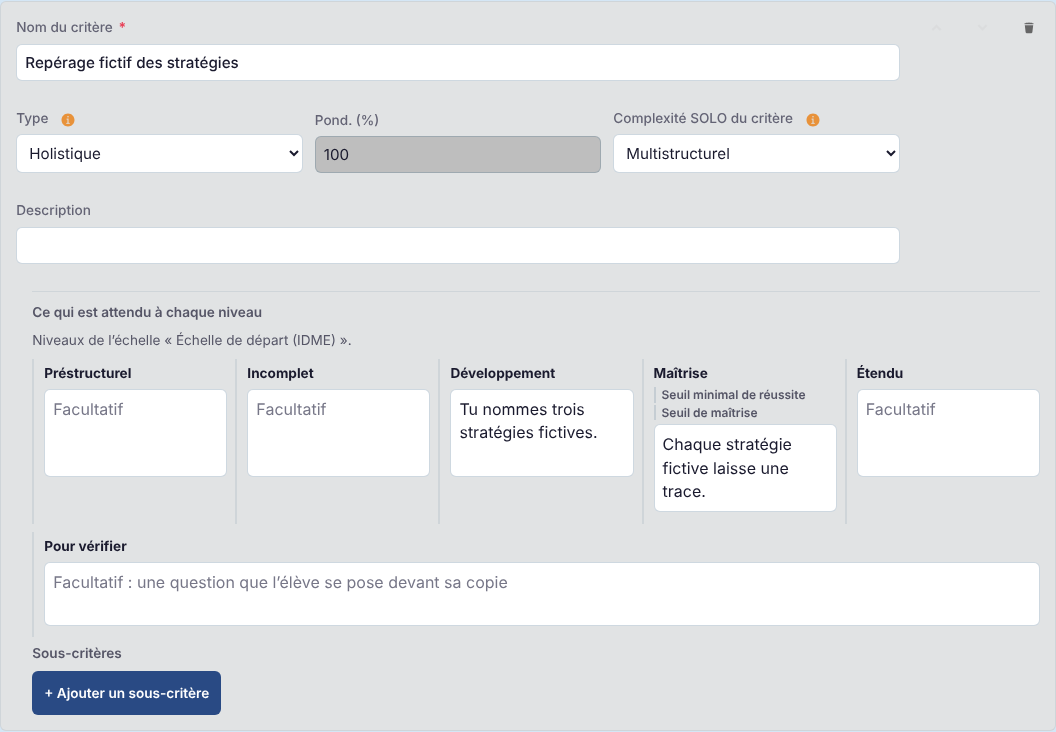 Nom du critère *
Repérage fictif des stratégies
Type
Pond. (%)
Complexité SOLO du critère
Holistique
100
Multistructurel
Description
Ce qui est attendu à chaque niveau
Niveaux de l’échelle « Échelle de départ (IDME) ».
Préstructurel
Facultatif
Incomplet
Facultatif
Développement
Tu nommes trois
stratégies fictives.
Maîtrise
Seuil minimal de réussite
Seuil de maîtrise
Chaque stratégie
fictive laisse une
trace.
Étendu
Facultatif
Pour vérifier
Facultatif : une question que l’élève se pose devant sa copie
Sous-critères
+ Ajouter un sous-critère